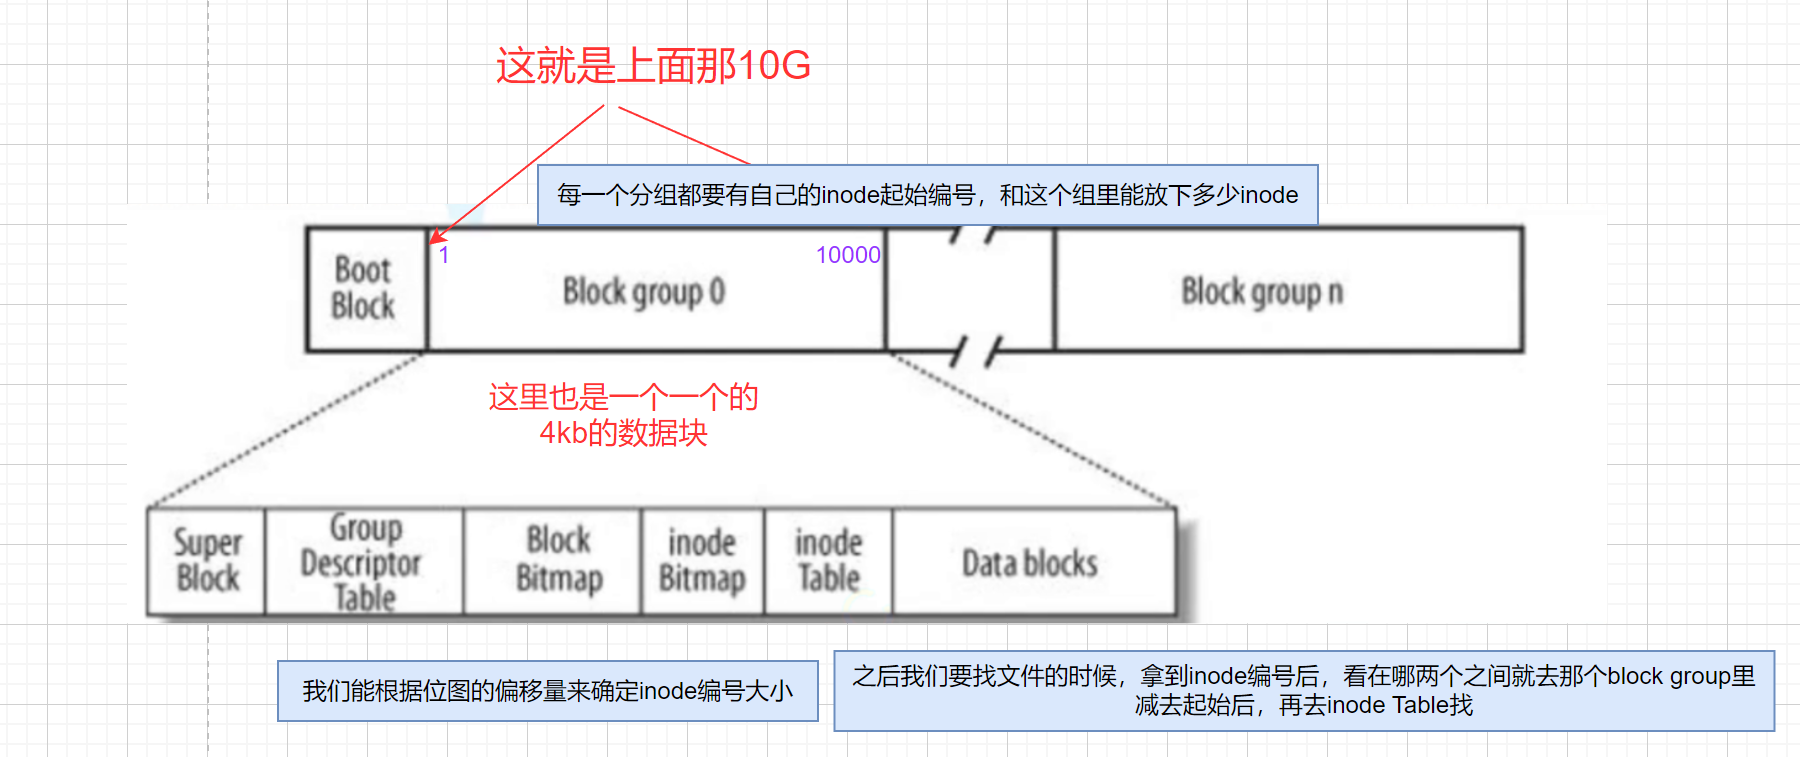 这就是上面那10G
每一个分组都要有自己的inode起始编号，和这个组里能放下多少inode
Boot
Block
1
Block group 0
10000
Block group n
这里也是一个一个的
4kb的数据块
Super
Block
Group
Descriptor
Table
Block
Bitmap
inode
Bitmap
inode
Table
Data blocks
我们能根据位图的偏移量来确定inode编号大小
之后我们要找文件的时候，拿到inode编号后，看在哪两个之间就去那个block group里
减去起始后，再去inode Table找